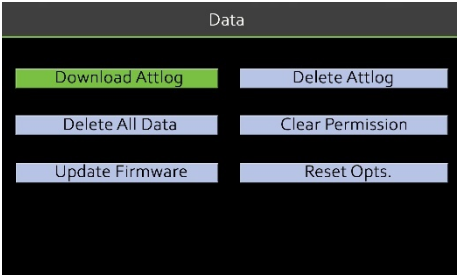 Data
Download Attlog
Delete Attlog
Delete All Data
Clear Permission
Update Firmware
Reset Opts.